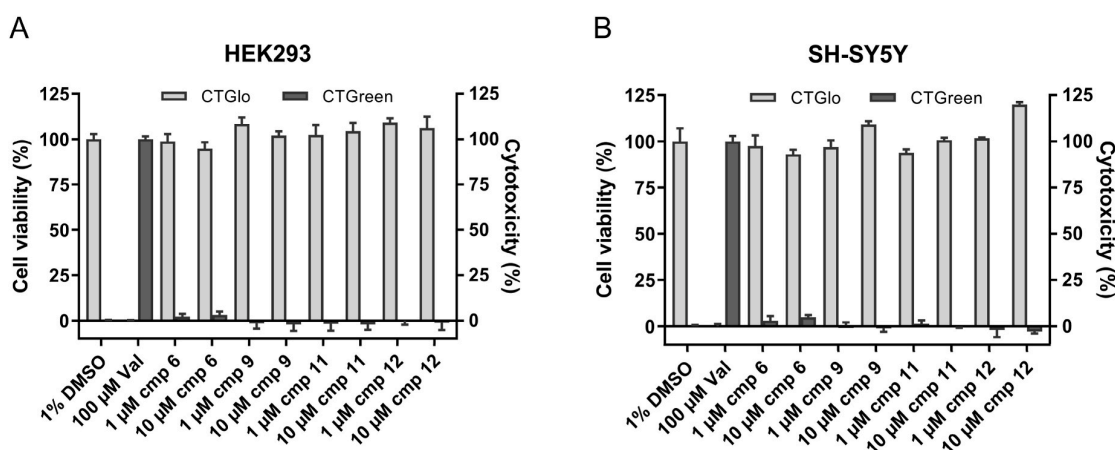 A
HEK293
CTGlo
CTGreen
Cell viability (%)
125
100
75
50
25
0
125
100
75
50
25
0
Cytotoxicity (%)
1% DMSO
100 µM Val
1 µM cmp 6
10 µM cmp 6
1 µM cmp 9
10 µM cmp 9
1 µM cmp 11
10 µM cmp 11
1 µM cmp 12
10 µM cmp 12
B
SH-SY5Y
CTGlo
CTGreen
Cell viability (%)
125
100
75
50
25
0
125
100
75
50
25
0
Cytotoxicity (%)
1% DMSO
100 µM Val
1 µM cmp 6
10 µM cmp 6
1 µM cmp 9
10 µM cmp 9
1 µM cmp 11
10 µM cmp 11
1 µM cmp 12
10 µM cmp 12